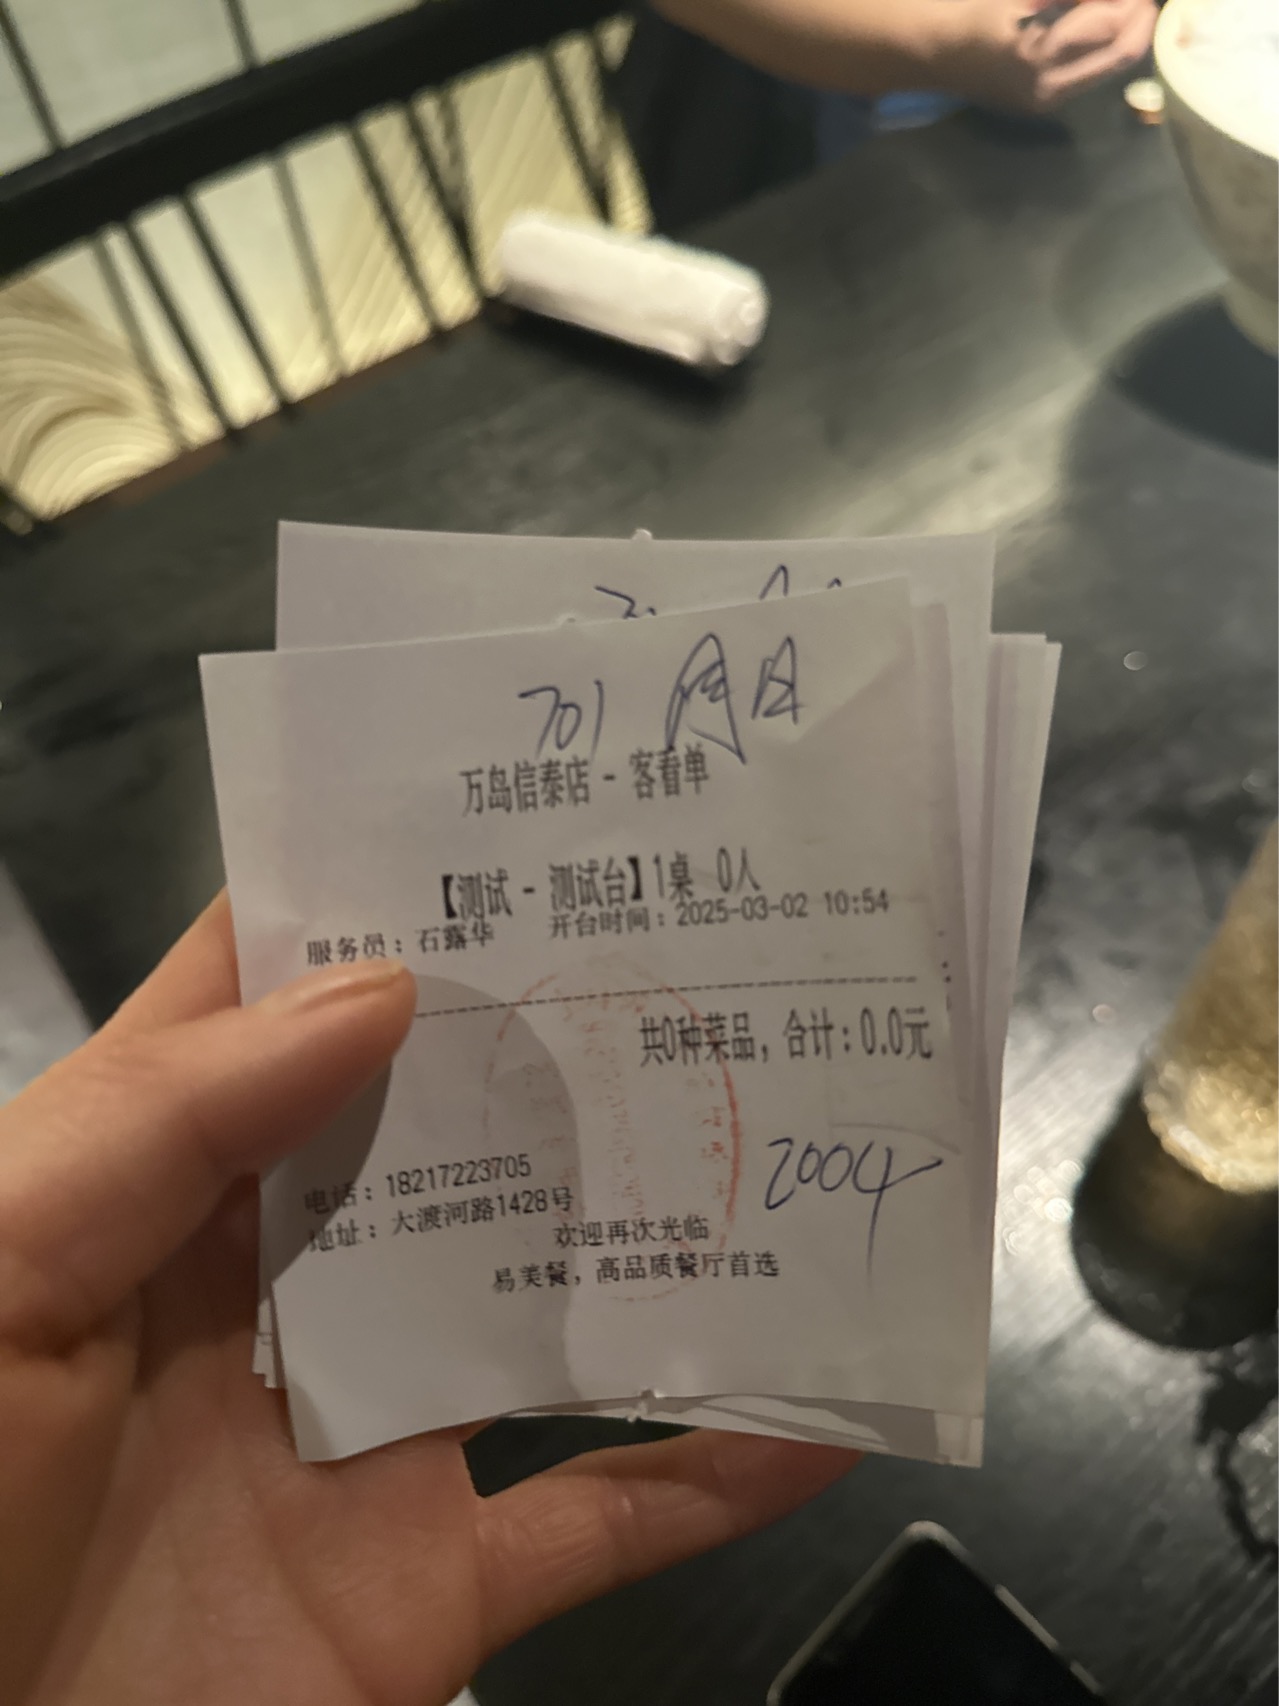 701 周日
万岛信泰店 - 客看单
【测试 - 测试台】1桌 0人
服务员：石露华 开台时间：2025-03-02 10:54
共0种菜品，合计：0.0元
2004
电话：18217223705
地址：大渡河路1428号
欢迎再次光临
易美餐，高品质餐厅首选